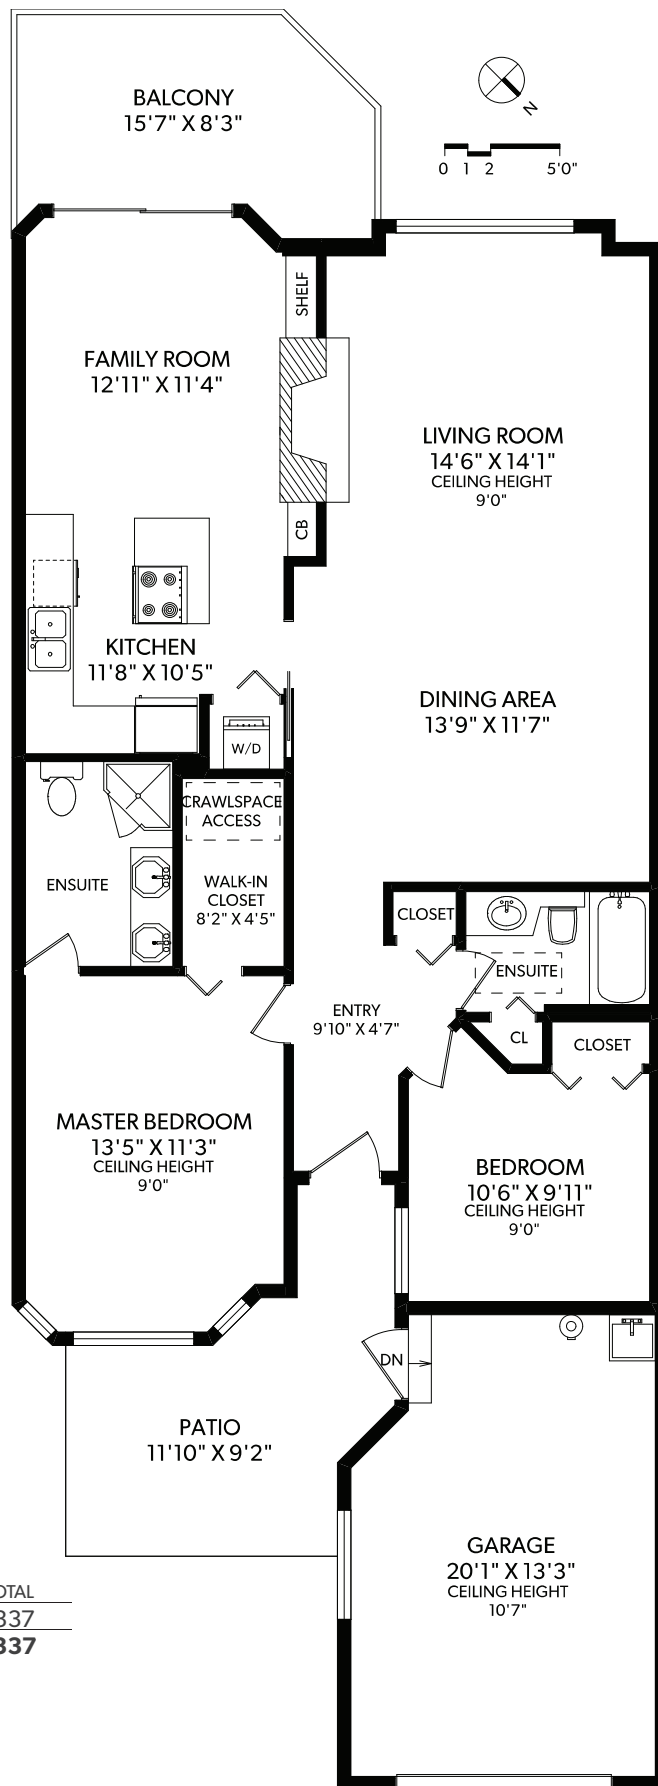 BALCONY
15'7" X 8'3"
N
0 1 2 5'0"
SHELF
FAMILY ROOM
12'11" X 11'4"
LIVING ROOM
14'6" X 14'1"
CEILING HEIGHT
9'0"
CB
KITCHEN
11'8" X 10'5"
DINING AREA
13'9" X 11'7"
W/D
CRAWLSPACE
ACCESS
ENSUITE
WALK-IN
CLOSET
8'2" X 4'5"
CLOSET
ENSUITE
ENTRY
9'10" X 4'7"
CL
CLOSET
MASTER BEDROOM
13'5" X 11'3"
CEILING HEIGHT
9'0"
BEDROOM
10'6" X 9'11"
CEILING HEIGHT
9'0"
DN
PATIO
11'10" X 9'2"
GARAGE
20'1" X 13'3"
CEILING HEIGHT
10'7"
OTAL
337
337